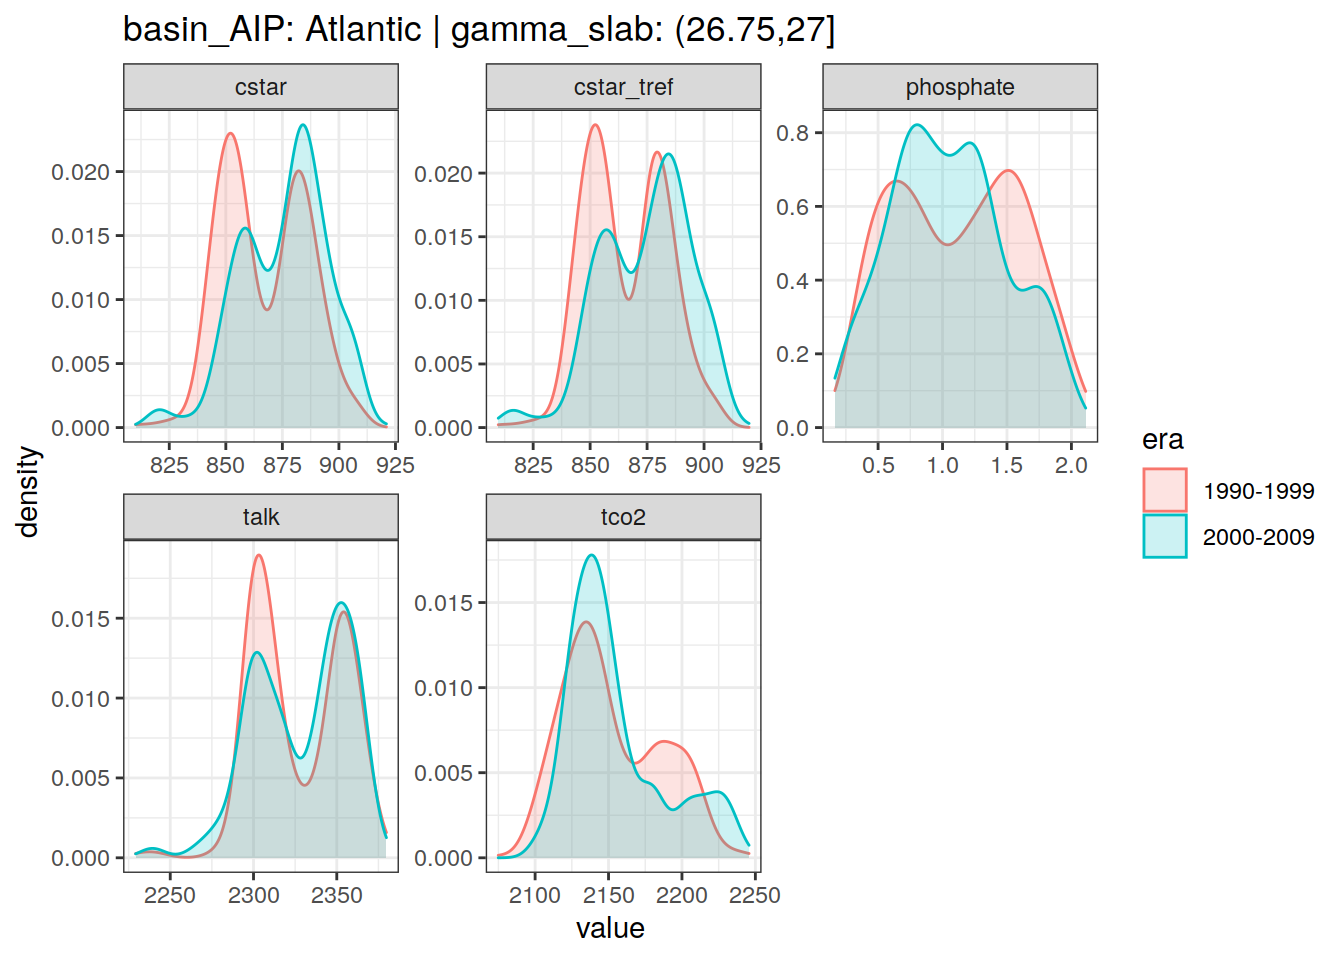 basin_AIP: Atlantic | gamma_slab: (26.75,27]
cstar
cstar_tref
phosphate
0.020
0.015
0.010
0.005
0.000
825 850 875 900 925
0.020
0.015
0.010
0.005
0.000
825 850 875 900 925
0.8
0.6
0.4
0.2
0.0
0.5 1.0 1.5 2.0
density
talk
tco2
0.015
0.010
0.005
0.000
2250 2300 2350
0.015
0.010
0.005
0.000
2100 2150 2200 2250
value
era
1990-1999
2000-2009